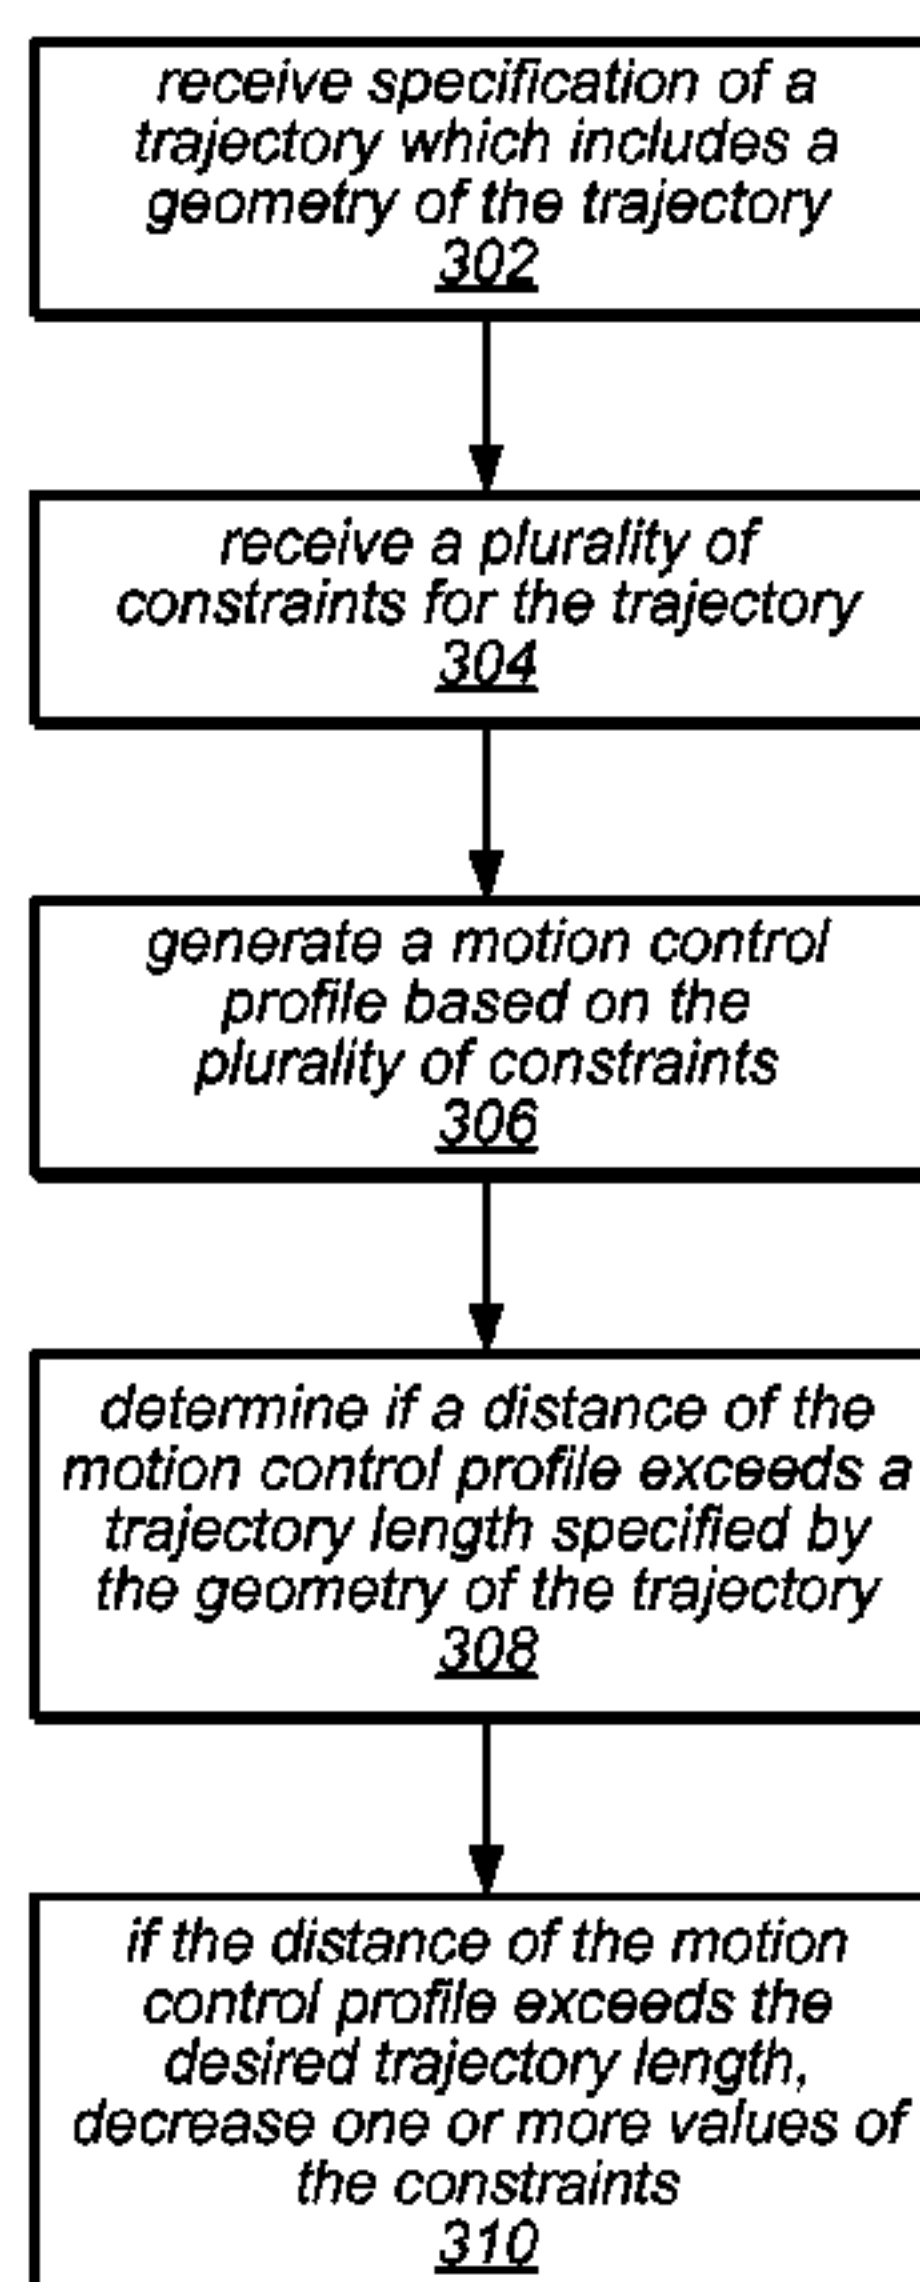 receive specification of a
trajectory which includes a
geometry of the trajectory
302
receive a plurality of
constraints for the trajectory
304
generate a motion control
profile based on the
plurality of constraints
306
determine if a distance of the
motion control profile exceeds a
trajectory length specified by
the geometry of the trajectory
308
if the distance of the motion
control profile exceeds the
desired trajectory length,
decrease one or more values of
the constraints
310